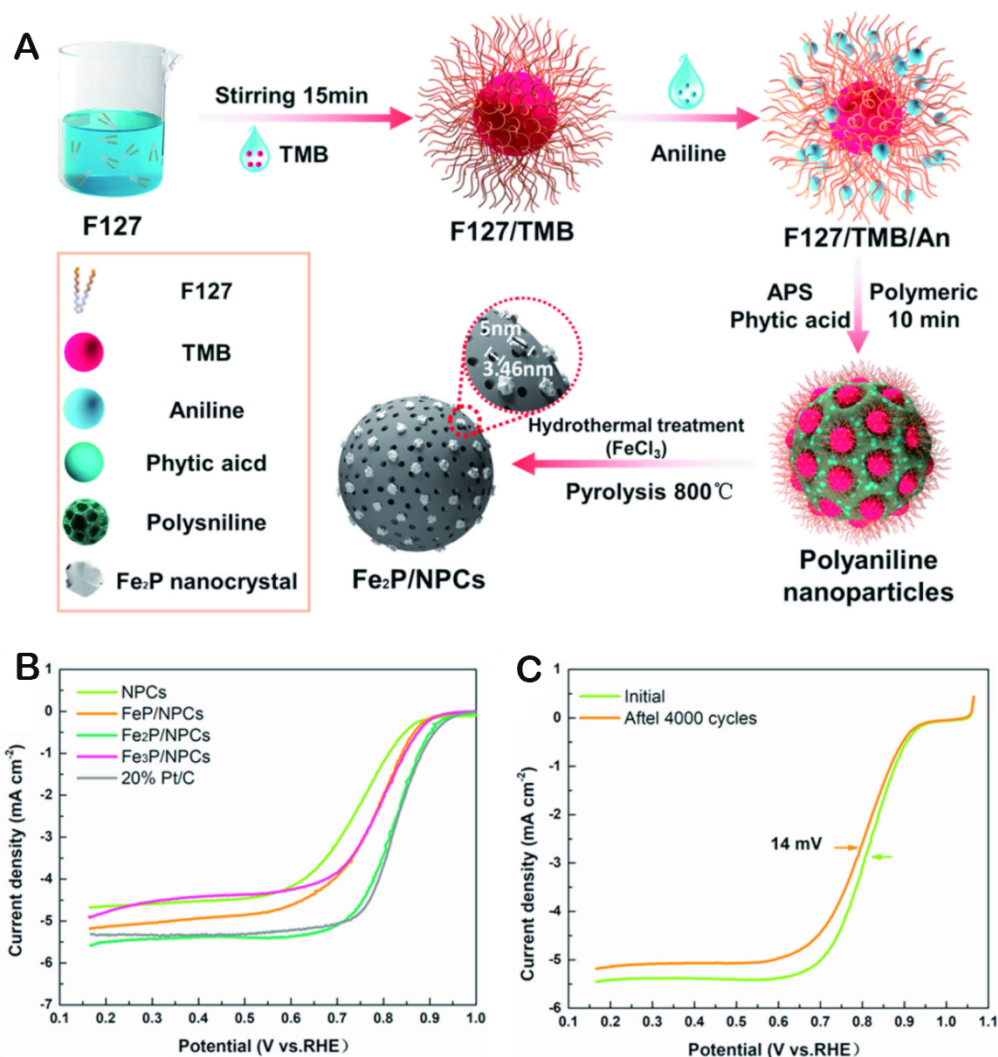 A
Stirring 15min
TMB
Aniline
F127
F127/TMB
F127/TMB/An
F127
TMB
Aniline
Phytic aicd
Polysniline
Fe₂P nanocrystal
APS
Phytic acid
Polymeric
10 min
5nm
3.46nm
Hydrothermal treatment
(FeCl₃)
Pyrolysis 800℃
Fe₂P/NPCs
Polyaniline
nanoparticles
B
NPCs
FeP/NPCs
Fe₂P/NPCs
Fe₃P/NPCs
20% Pt/C
Current density (mA cm⁻²)
1
0
-1
-2
-3
-4
-5
-6
-7
0.1 0.2 0.3 0.4 0.5 0.6 0.7 0.8 0.9 1.0
Potential (V vs.RHE）
C
Initial
Aftel 4000 cycles
14 mV
Current density (mA cm⁻²)
1
0
-1
-2
-3
-4
-5
-6
0.1 0.2 0.3 0.4 0.5 0.6 0.7 0.8 0.9 1.0 1.1
Potential (V vs.RHE）